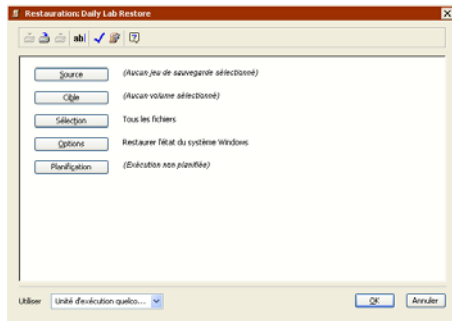 Restauration: Daily Lab Restore
abl
Source (Aucun jeu de sauvegarde sélectionné)
Cible (Aucun volume sélectionné)
Sélection Tous les fichiers
Options Restaurer l'état du système Windows
Planification (Exécution non planifiée)
Utiliser Unité d'exécution quelco... OK Annuler